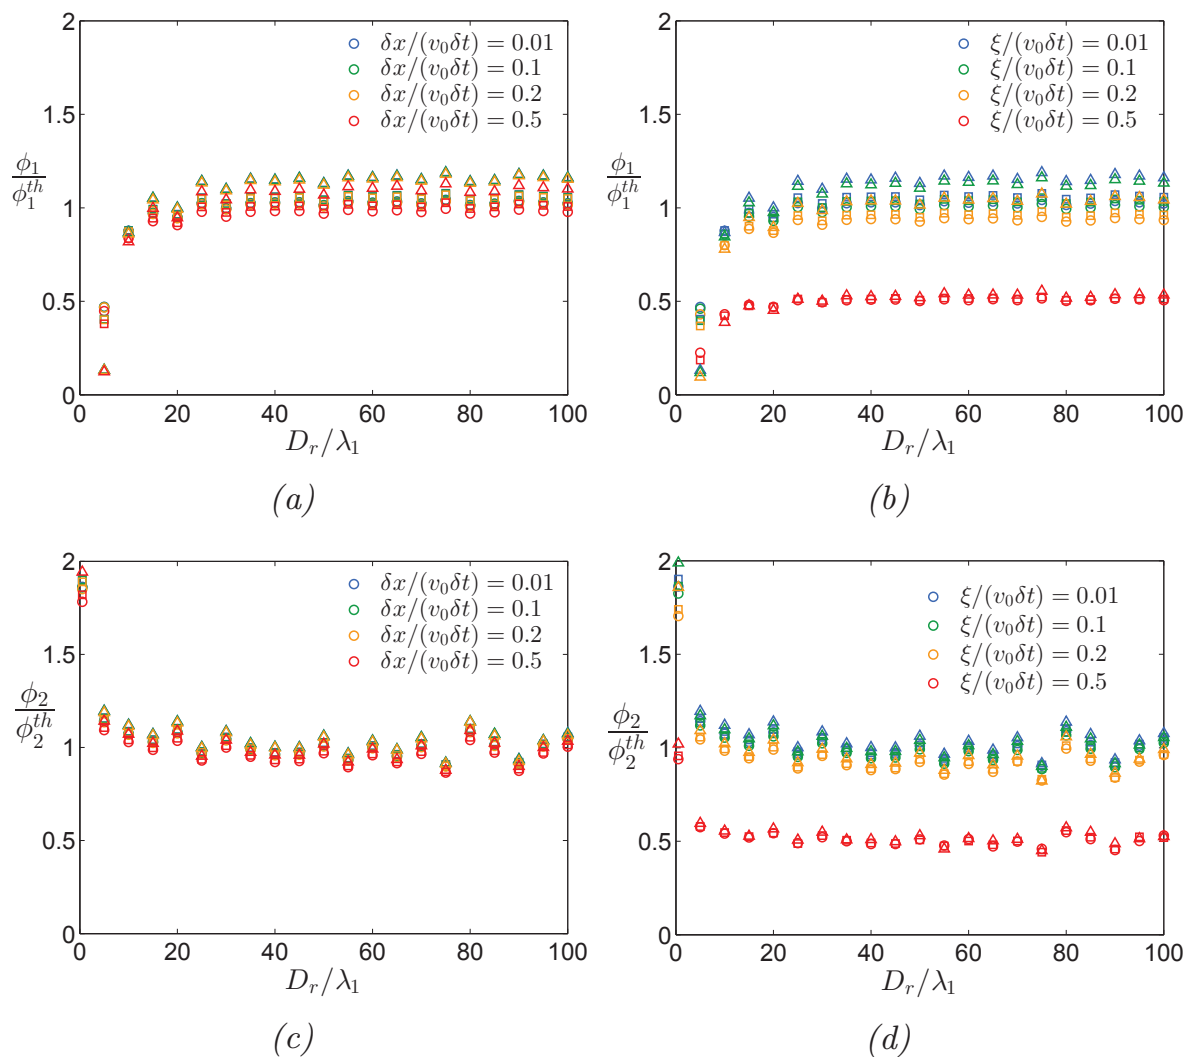 2
1.5
1
0.5
0
ϕ₁/ϕ₁ᵗʰ
δx/(v₀δt) = 0.01
δx/(v₀δt) = 0.1
δx/(v₀δt) = 0.2
δx/(v₀δt) = 0.5
0 20 40 60 80 100
Dᵣ/λ₁
(a)
2
1.5
1
0.5
0
ϕ₁/ϕ₁ᵗʰ
ξ/(v₀δt) = 0.01
ξ/(v₀δt) = 0.1
ξ/(v₀δt) = 0.2
ξ/(v₀δt) = 0.5
0 20 40 60 80 100
Dᵣ/λ₁
(b)
2
1.5
1
0.5
0
ϕ₂/ϕ₂ᵗʰ
δx/(v₀δt) = 0.01
δx/(v₀δt) = 0.1
δx/(v₀δt) = 0.2
δx/(v₀δt) = 0.5
0 20 40 60 80 100
Dᵣ/λ₁
(c)
2
1.5
1
0.5
0
ϕ₂/ϕ₂ᵗʰ
ξ/(v₀δt) = 0.01
ξ/(v₀δt) = 0.1
ξ/(v₀δt) = 0.2
ξ/(v₀δt) = 0.5
0 20 40 60 80 100
Dᵣ/λ₁
(d)